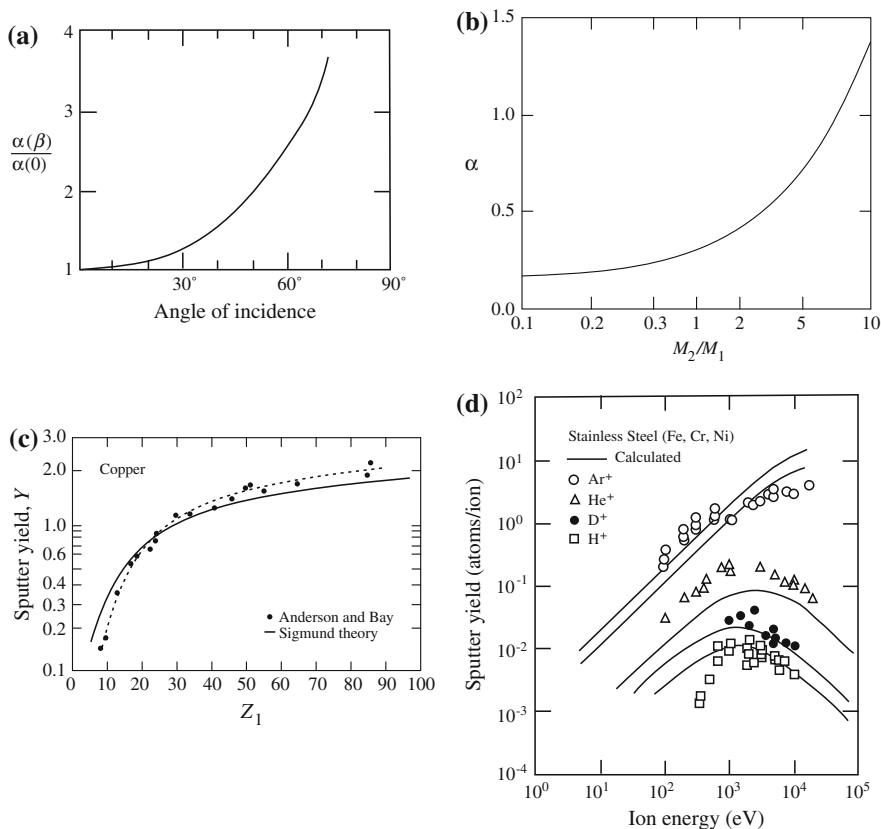 (a)
4
3
2
1
α(β)
α(0)
30°
60°
90°
Angle of incidence
(b)
1.5
1.0
0.5
0.0
α
0.1
0.2
0.3
1
2
5
10
M₂/M₁
(c)
3.0
2.0
1.0
0.6
0.4
0.3
0.2
0.1
Sputter yield, Y
Copper
Anderson and Bay
Sigmund theory
0
10
20
30
40
50
60
70
80
90
100
Z₁
(d)
10²
10¹
10⁰
10⁻¹
10⁻²
10⁻³
10⁻⁴
Sputter yield (atoms/ion)
Stainless Steel (Fe, Cr, Ni)
Calculated
Ar⁺
He⁺
D⁺
H⁺
10⁰
10¹
10²
10³
10⁴
10⁵
Ion energy (eV)